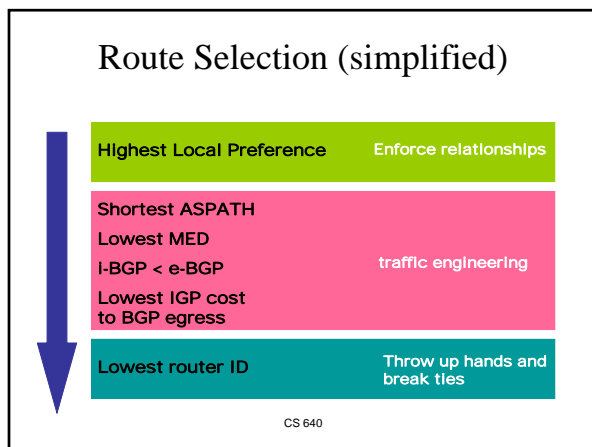 Route Selection (simplified)
Highest Local Preference
Enforce relationships
Shortest ASPATH
Lowest MED
i-BGP < e-BGP
traffic engineering
Lowest IGP cost
to BGP egress
Lowest router ID
Throw up hands and
break ties
CS 640